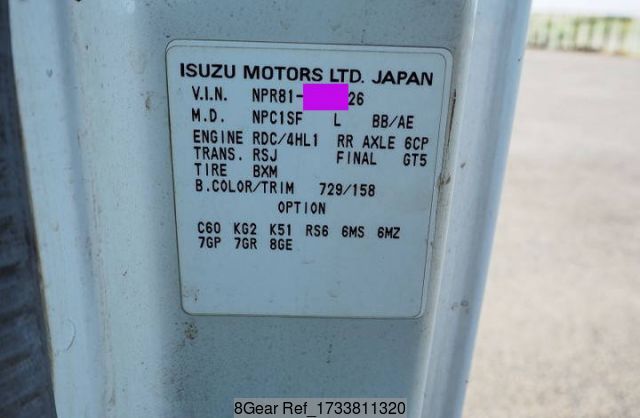 ISUZU MOTORS LTD. JAPAN
V.I.N. NPR81- 26
M.D. NPC1SF L BB/AE
ENGINE RDC/4HL1 RR AXLE 6CP
TRANS. RSJ FINAL GT5
TIRE BXM
B.COLOR/TRIM 729/158
OPTION
C60 KG2 K51 RS6 6MS 6MZ
7GP 7GR 8GE
8Gear Ref_1733811320